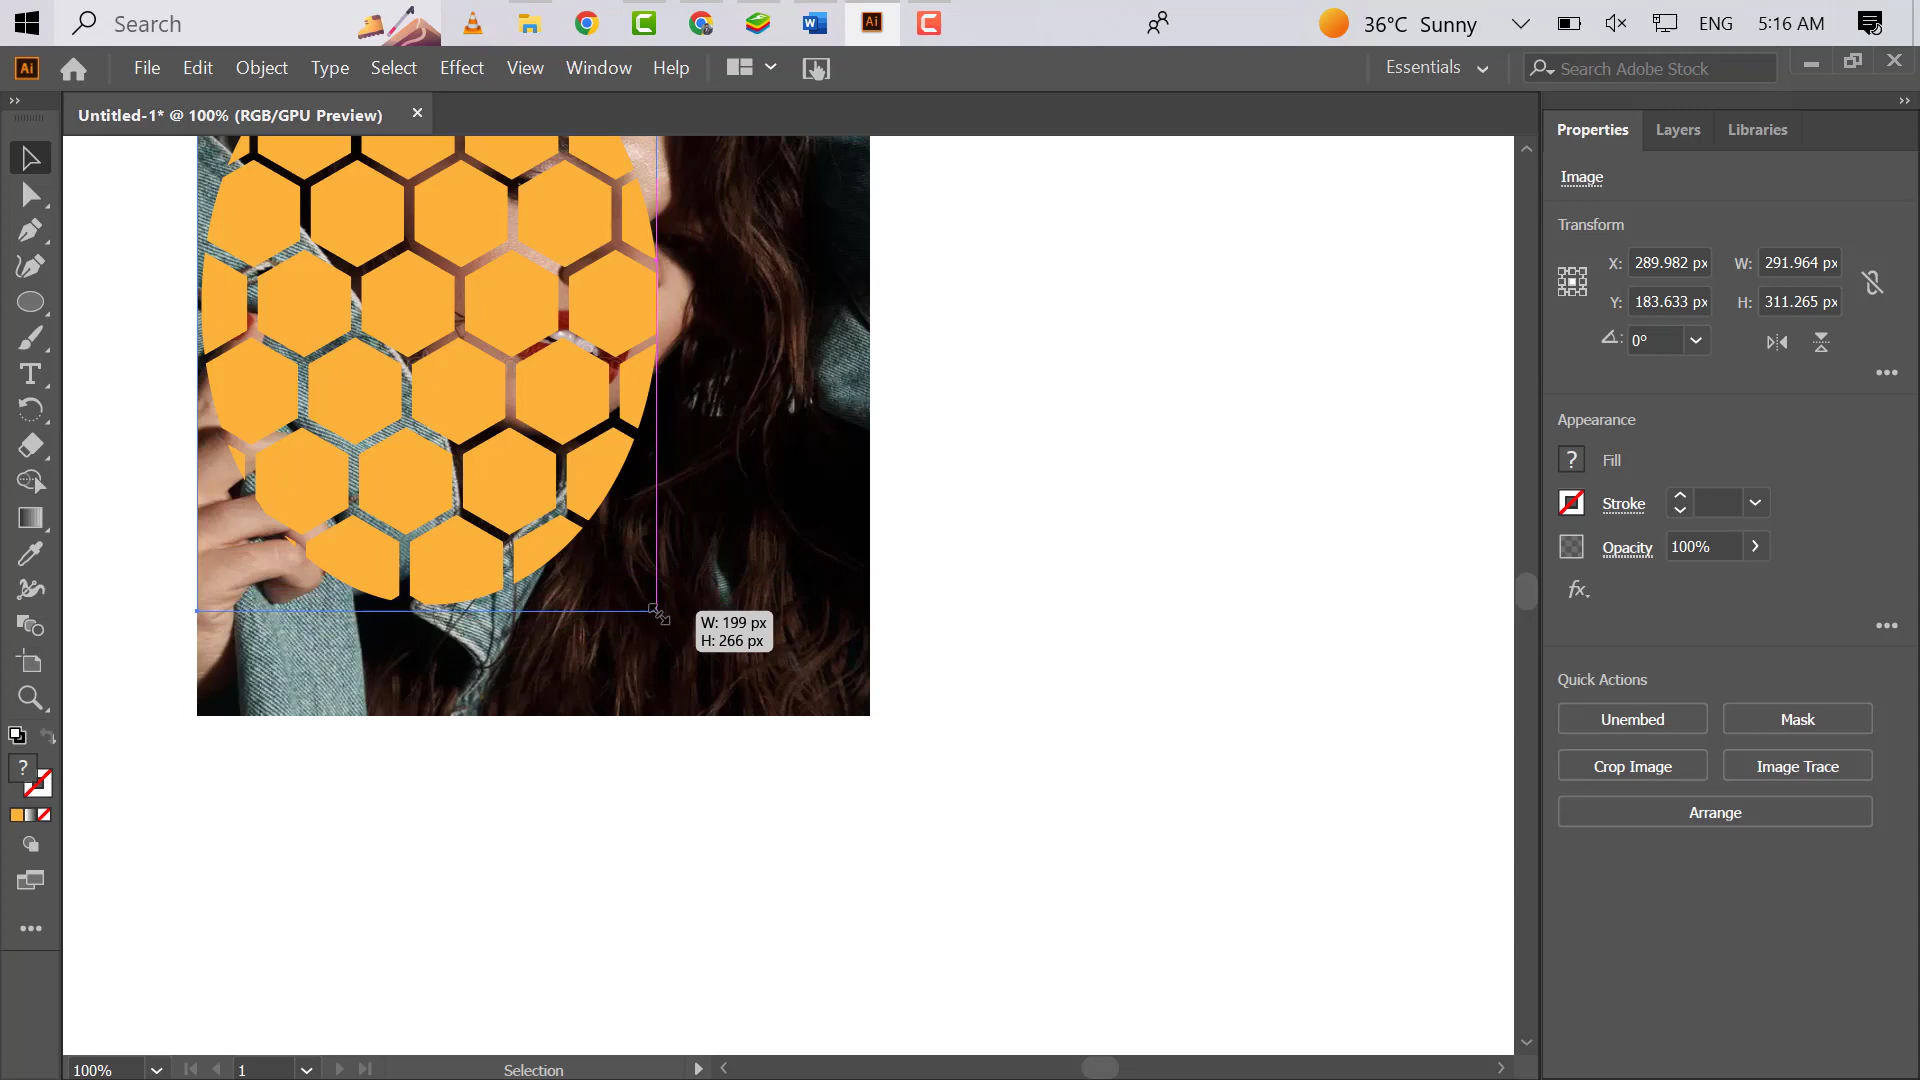 Search
Ai
36°C Sunny
ENG
5:16 AM
Ai
File
Edit
Object
Type
Select
Effect
View
Window
Help
Essentials
Search Adobe Stock
Untitled-1* @ 100% (RGB/GPU Preview)
Properties
Layers
Libraries
Image
Transform
X: 289.982 px
W: 291.964 px
Y: 183.633 px
H: 311.265 px
0°
Appearance
? Fill
Stroke
Opacity 100%
fx.
Quick Actions
Unembed
Mask
Crop Image
Image Trace
Arrange
W: 199 px
H: 266 px
T
?
100%
1
Selection